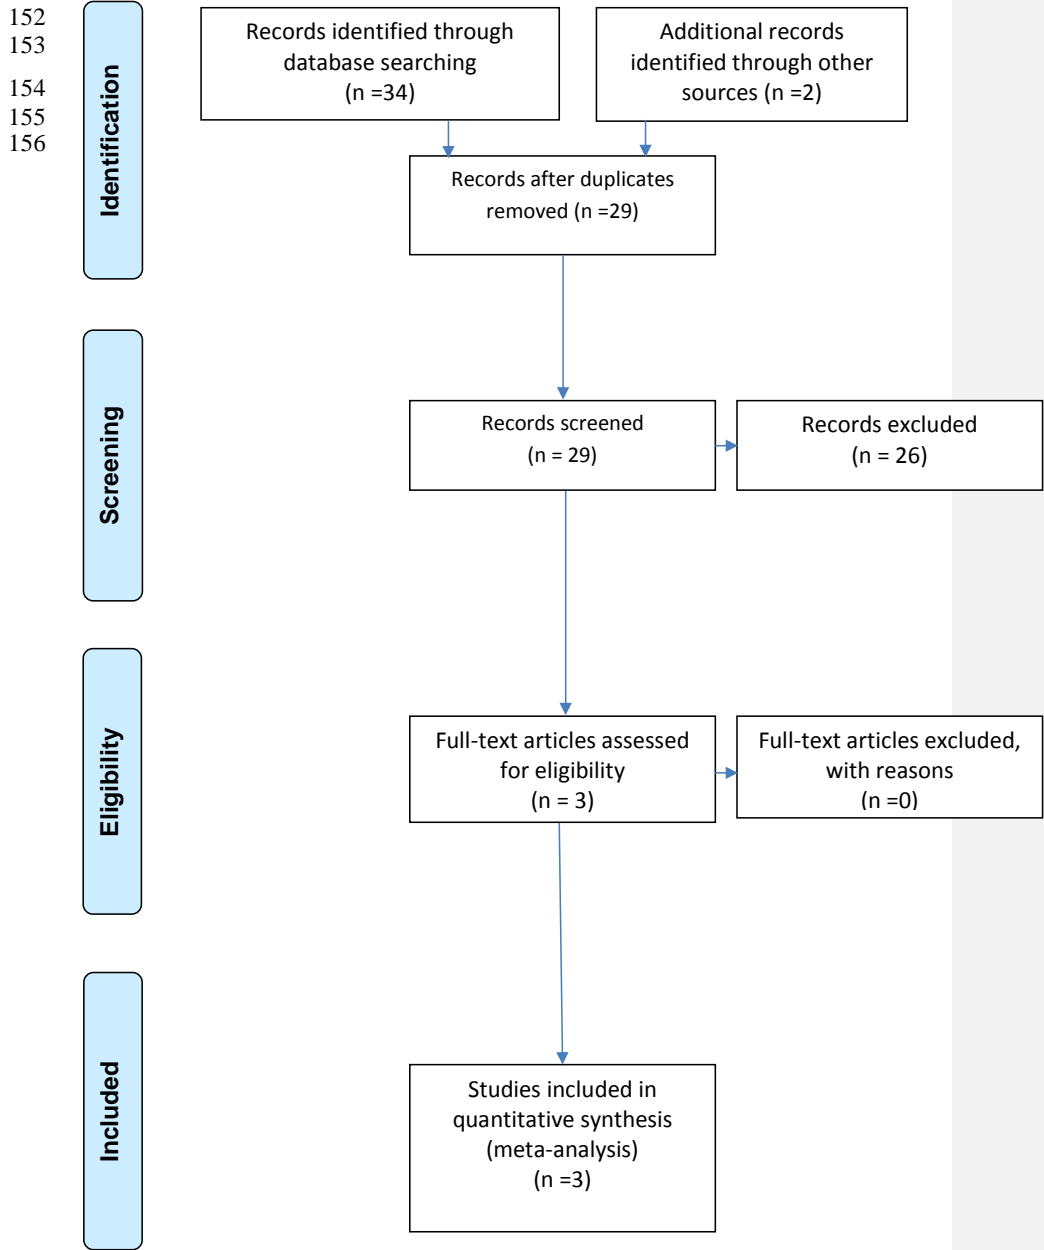 152
153
154
155
156
Identification
Records identified through
database searching
(n =34)
Additional records
identified through other
sources (n =2)
Records after duplicates
removed (n =29)
Screening
Records screened
(n = 29)
Records excluded
(n = 26)
Eligibility
Full-text articles assessed
for eligibility
(n = 3)
Full-text articles excluded,
with reasons
(n =0)
Included
Studies included in
quantitative synthesis
(meta-analysis)
(n =3)